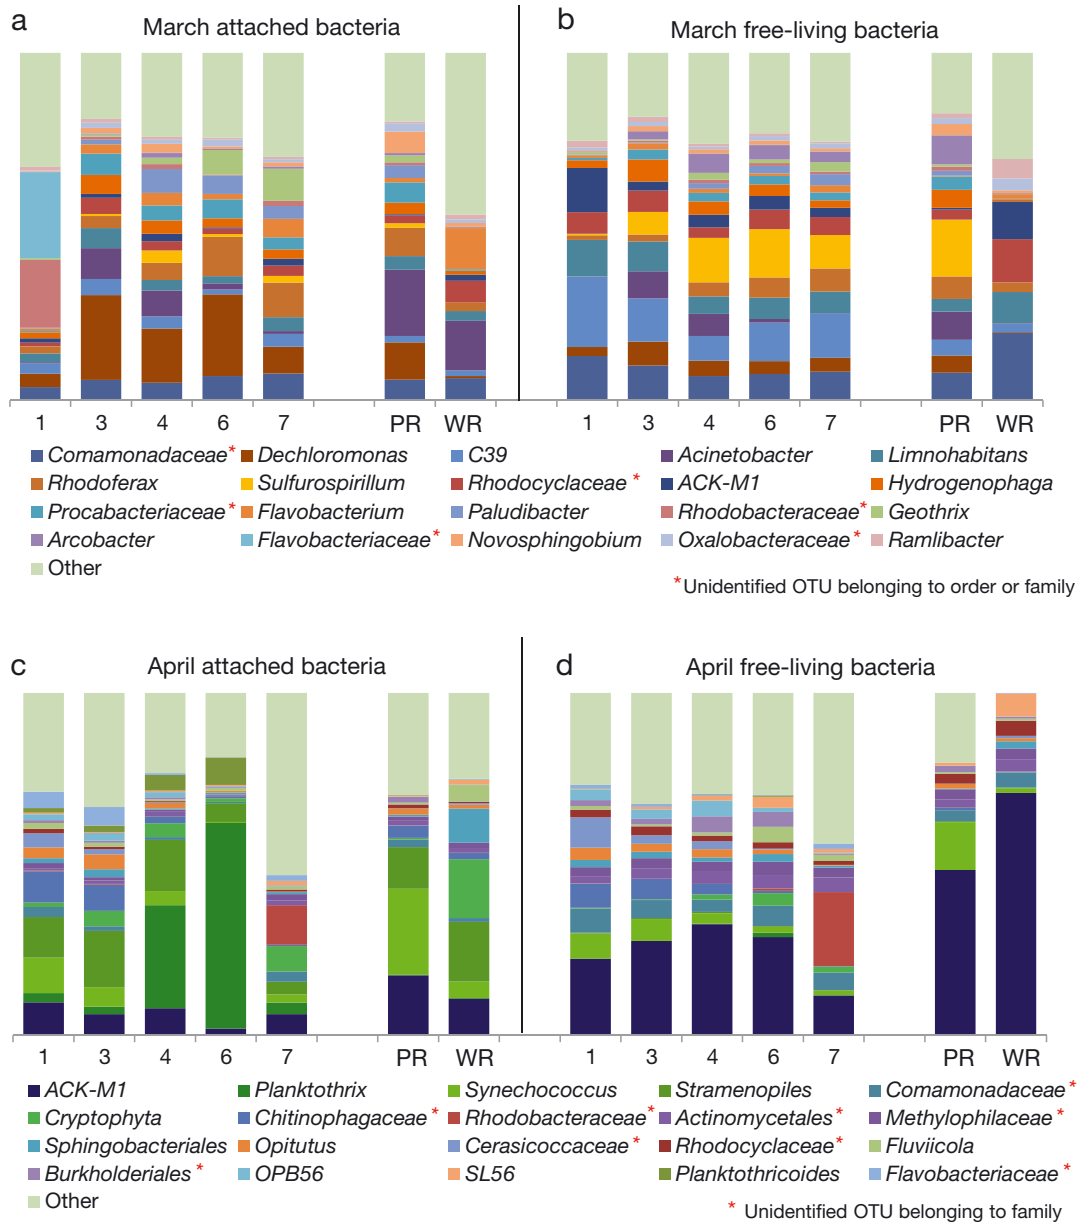 a
March attached bacteria
b
March free-living bacteria
1 3 4 6 7 PR WR
1 3 4 6 7 PR WR
Comamonadaceae* Dechloromonas C39 Acinetobacter Limnohabitans
Rhodoferax Sulfurospirillum Rhodocyclaceae* ACK-M1 Hydrogenophaga
Procabacteriaceae* Flavobacterium Paludibacter Rhodobacteraceae* Geothrix
Arcobacter Flavobacteriaceae* Novosphingobium Oxalobacteraceae* Ramlibacter
Other
*Unidentified OTU belonging to order or family
c
April attached bacteria
d
April free-living bacteria
1 3 4 6 7 PR WR
1 3 4 6 7 PR WR
ACK-M1 Planktothrix Synechococcus Stramenopiles Comamonadaceae*
Cryptophyta Chitinophagaceae* Rhodobacteraceae* Actinomycetales* Methylophilaceae*
Sphingobacteriales Opitutus Cerasicoccaceae* Rhodocyclaceae* Fluviicola
Burkholderiales* OPB56 SL56 Planktothricoides Flavobacteriaceae*
Other
* Unidentified OTU belonging to family